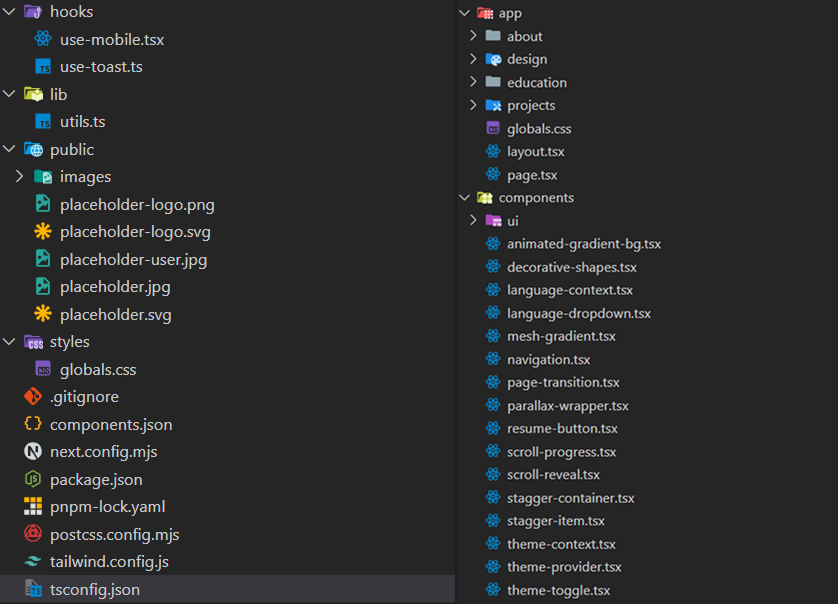 hooks
use-mobile.tsx
use-toast.ts
lib
utils.ts
public
images
placeholder-logo.png
placeholder-logo.svg
placeholder-user.jpg
placeholder.jpg
placeholder.svg
styles
globals.css
.gitignore
components.json
next.config.mjs
package.json
pnpm-lock.yaml
postcss.config.mjs
tailwind.config.js
tsconfig.json
app
about
design
education
projects
globals.css
layout.tsx
page.tsx
components
ui
animated-gradient-bg.tsx
decorative-shapes.tsx
language-context.tsx
language-dropdown.tsx
mesh-gradient.tsx
navigation.tsx
page-transition.tsx
parallax-wrapper.tsx
resume-button.tsx
scroll-progress.tsx
scroll-reveal.tsx
stagger-container.tsx
stagger-item.tsx
theme-context.tsx
theme-provider.tsx
theme-toggle.tsx